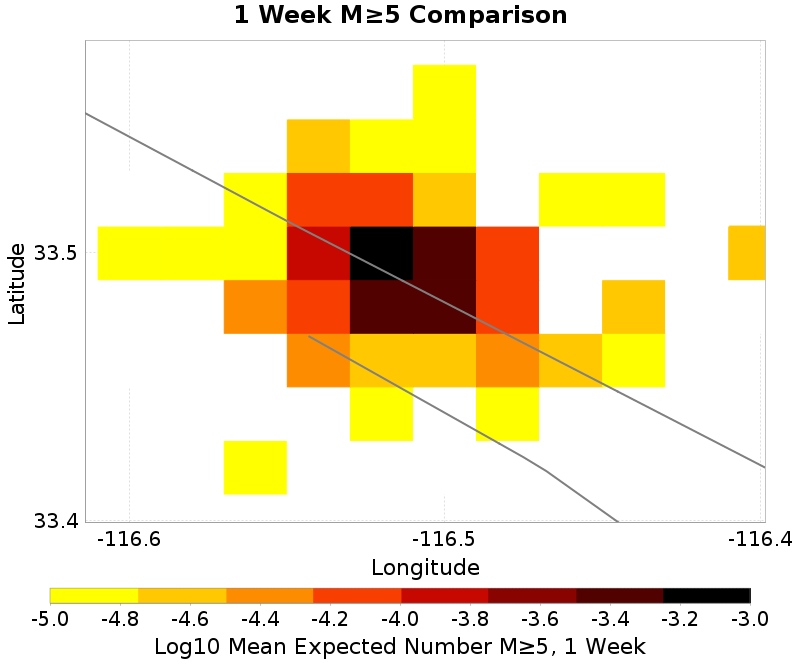 1 Week M≥5 Comparison
Latitude
33.5
33.4
-116.6 -116.5 -116.4
Longitude
-5.0 -4.8 -4.6 -4.4 -4.2 -4.0 -3.8 -3.6 -3.4 -3.2 -3.0
Log10 Mean Expected Number M≥5, 1 Week